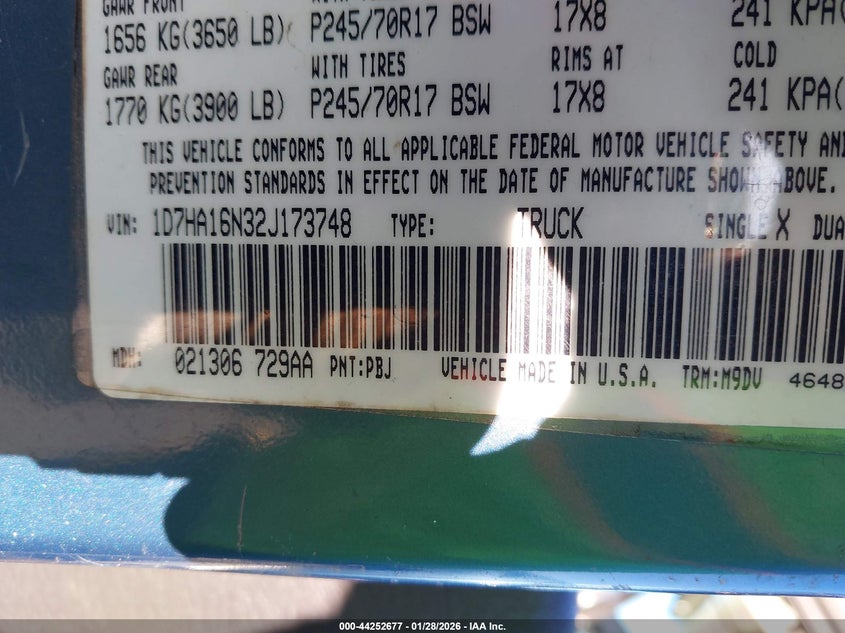 GAWR FRONT
1656 KG(3650 LB) P245/70R17 BSW 17X8 241 KPA(
GAWR REAR WITH TIRES RIMS AT COLD
1770 KG(3900 LB) P245/70R17 BSW 17X8 241 KPA(
THIS VEHICLE CONFORMS TO ALL APPLICABLE FEDERAL MOTOR VEHICLE SAFETY AND
PREVENTION STANDARDS IN EFFECT ON THE DATE OF MANUFACTURE SHOWN ABOVE.
VIN: 1D7HA16N32J173748 TYPE: TRUCK SINGLE X DUA
MDH: 021306 729AA PNT:PBJ VEHICLE MADE IN U.S.A. TRM:M9DV 4648
000-44252677 - 01/28/2026 - IAA Inc.